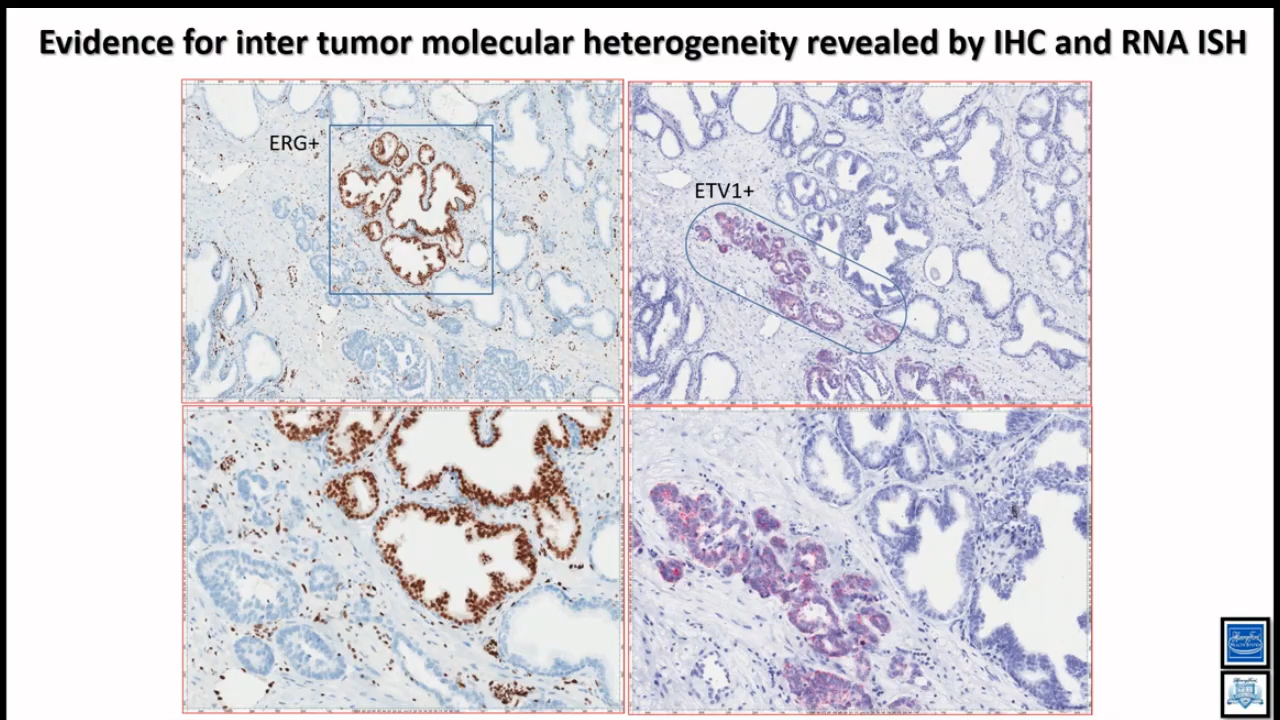 Evidence for inter tumor molecular heterogeneity revealed by IHC and RNA ISH
ERG+
ETV1+